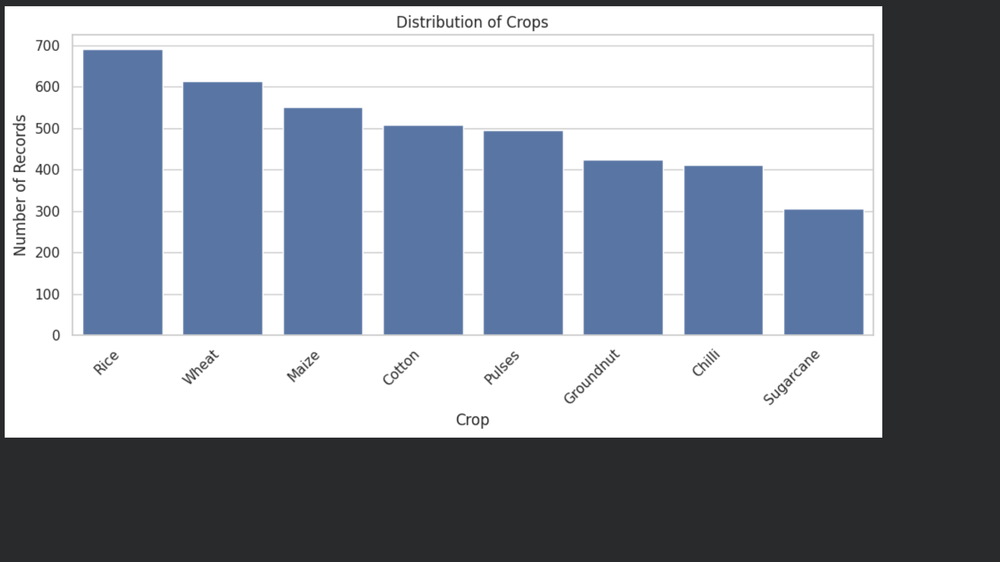 Distribution of Crops
700
600
500
400
300
200
100
0
Number of Records
Rice
Wheat
Maize
Cotton
Pulses
Groundnut
Chilli
Sugarcane
Crop